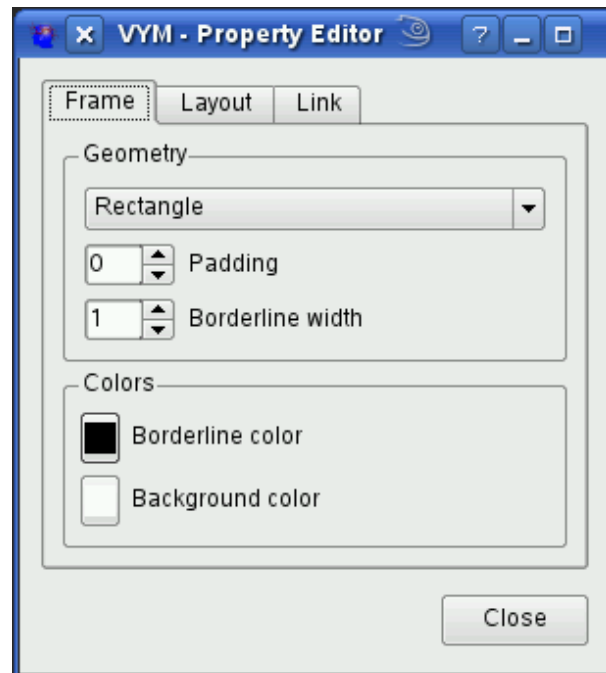 VYM - Property Editor
Frame Layout Link
Geometry
Rectangle
0 Padding
1 Borderline width
Colors
Borderline color
Background color
Close